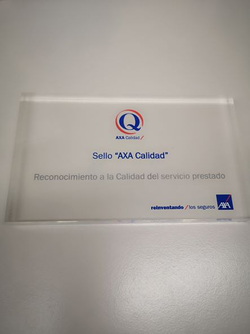 Q
AXA Calidad/
Sello "AXA Calidad"
Reconocimiento a la Calidad del servicio prestado
reinventando / los seguros AXA